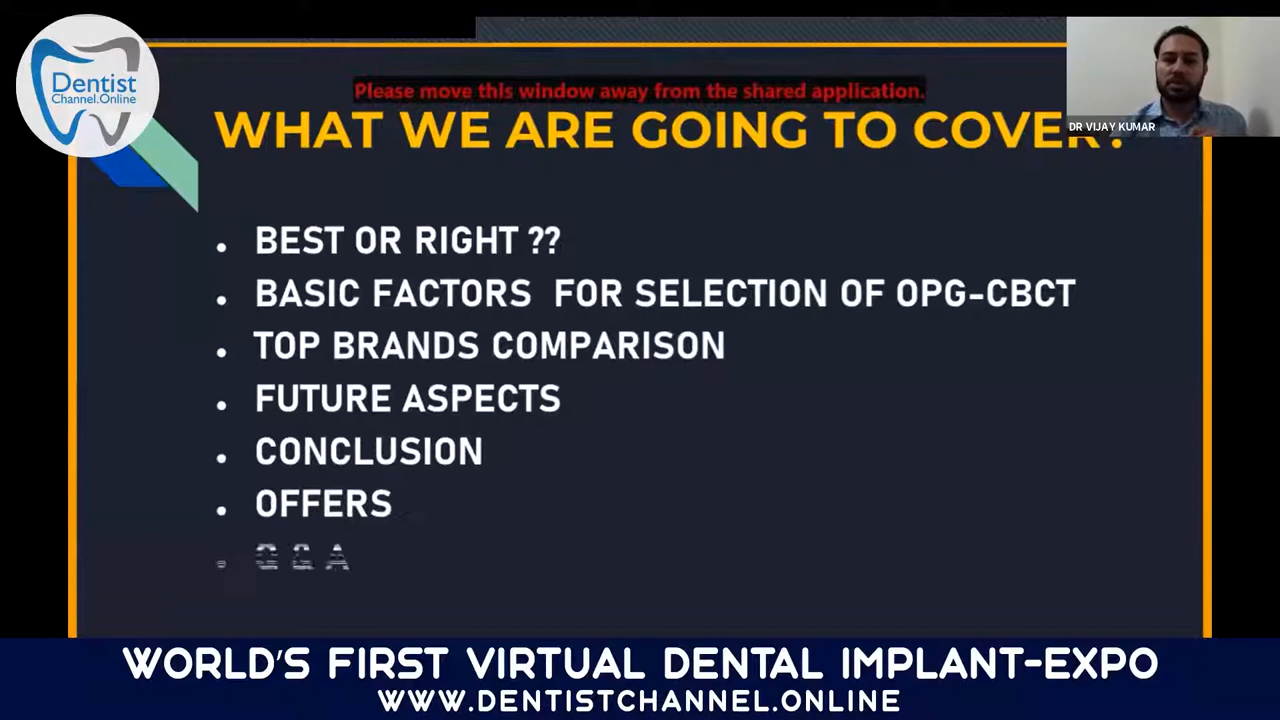 Dentist
Channel.Online
Please move this window away from the shared application.
WHAT WE ARE GOING TO COVER?
DR VIJAY KUMAR
• BEST OR RIGHT ??
• BASIC FACTORS FOR SELECTION OF OPG-CBCT
• TOP BRANDS COMPARISON
• FUTURE ASPECTS
• CONCLUSION
• OFFERS
• Q & A
WORLD'S FIRST VIRTUAL DENTAL IMPLANT-EXPO
WWW.DENTISTCHANNEL.ONLINE